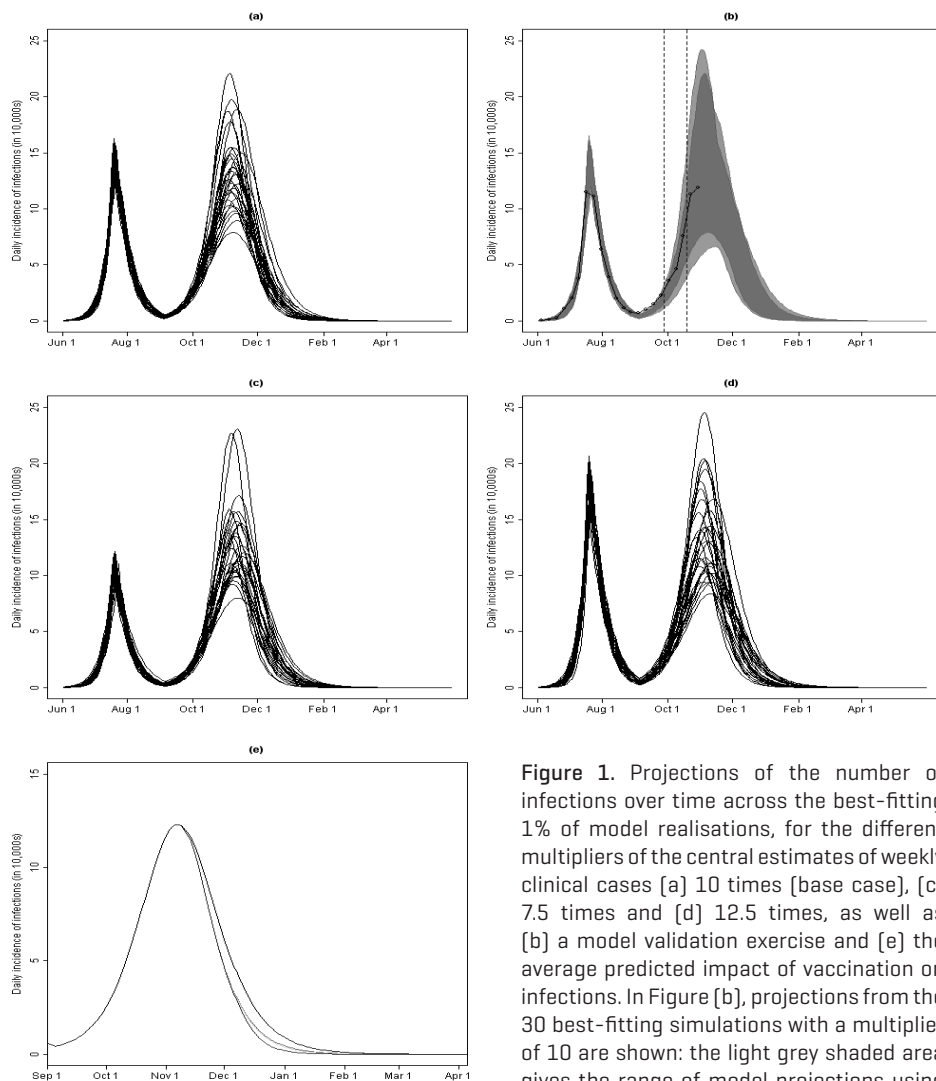 (a)
Daily incidence of infections (in 10,000s)
25
20
15
10
5
0
Jun 1 Aug 1 Oct 1 Dec 1 Feb 1 Apr 1
(b)
Daily incidence of infections (in 10,000s)
25
20
15
10
5
0
Jun 1 Aug 1 Oct 1 Dec 1 Feb 1 Apr 1
(c)
Daily incidence of infections (in 10,000s)
25
20
15
10
5
0
Jun 1 Aug 1 Oct 1 Dec 1 Feb 1 Apr 1
(d)
Daily incidence of infections (in 10,000s)
25
20
15
10
5
0
Jun 1 Aug 1 Oct 1 Dec 1 Feb 1 Apr 1
(e)
Daily incidence of infections (in 10,000s)
15
10
5
0
Sep 1 Oct 1 Nov 1 Dec 1 Jan 1 Feb 1 Mar 1 Apr 1
Figure 1. Projections of the number
infections over time across the best-fitting
1% of model realisations, for the
multipliers of the central estimates of weekly
clinical cases (a) 10 times (base case),
7.5 times and (d) 12.5 times, as well as
(b) a model validation exercise and (e)
average predicted impact of vaccination
infections. In Figure (b), projections from
30 best-fitting simulations with a
of 10 are shown: the light grey shaded area
gives the range of model projections using